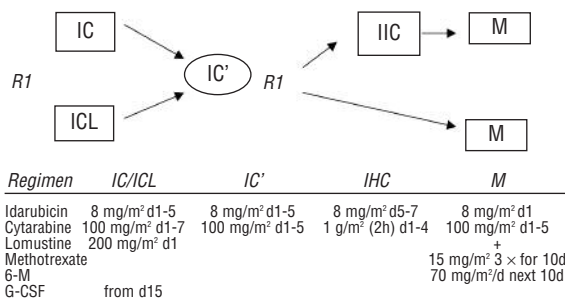 IC
IIC
M
R1
IC'
R1
ICL
M
Regimen IC/ICL IC' IHC M
Idarubicin 8 mg/m² d1-5 8 mg/m² d1-5 8 mg/m² d5-7 8 mg/m² d1
Cytarabine 100 mg/m² d1-7 100 mg/m² d1-5 1 g/m² (2h) d1-4 100 mg/m² d1-5
Lomustine 200 mg/m² d1 +
Methotrexate 15 mg/m² 3 × for 10d
6-M 70 mg/m²/d next 10d
G-CSF from d15